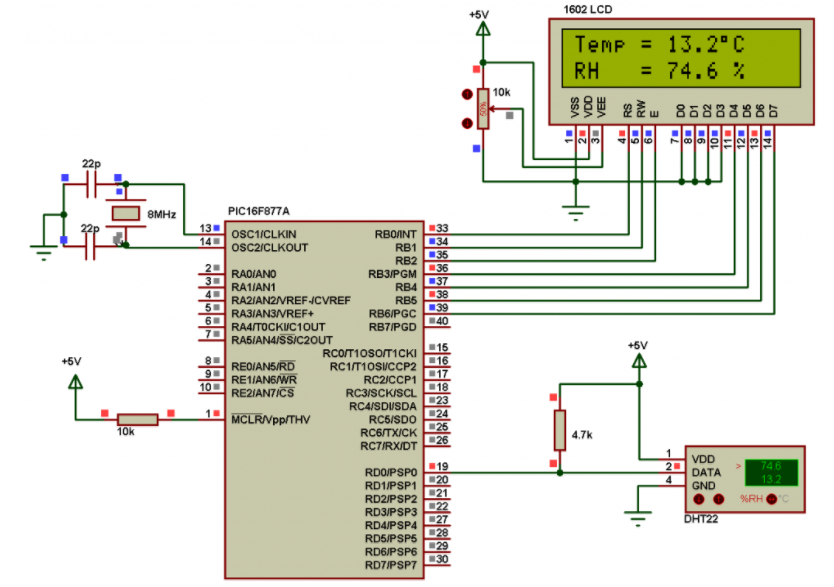 +5V
1602 LCD
Temp = 13.2°C
RH = 74.6 %
10k
50%
VSS
VDD
VEE
RS
RW
E
D0
D1
D2
D3
D4
D5
D6
D7
1
2
3
4
5
6
7
8
9
10
11
12
13
14
22p
8MHz
22p
PIC16F877A
13 OSC1/CLKIN RB0/INT 33
14 OSC2/CLKOUT RB1 34
RB2 35
2 RA0/AN0 RB3/PGM 36
3 RA1/AN1 RB4 37
4 RA2/AN2/VREF-/CVREF RB5 38
5 RA3/AN3/VREF+ RB6/PGC 39
6 RA4/T0CKI/C1OUT RB7/PGD 40
7 RA5/AN4/SS/C2OUT
RC0/T1OSO/T1CKI 15
8 RE0/AN5/RD RC1/T1OSI/CCP2 16
9 RE1/AN6/WR RC2/CCP1 17
10 RE2/AN7/CS RC3/SCK/SCL 18
RC4/SDI/SDA 23
1 MCLR/Vpp/THV RC5/SDO 24
RC6/TX/CK 25
RC7/RX/DT 26
RD0/PSP0 19
RD1/PSP1 20
RD2/PSP2 21
RD3/PSP3 22
RD4/PSP4 27
RD5/PSP5 28
RD6/PSP6 29
RD7/PSP7 30
+5V
10k
+5V
4.7k
1 VDD
2 DATA
4 GND
> 74.6
13.2
%RH °C
DHT22